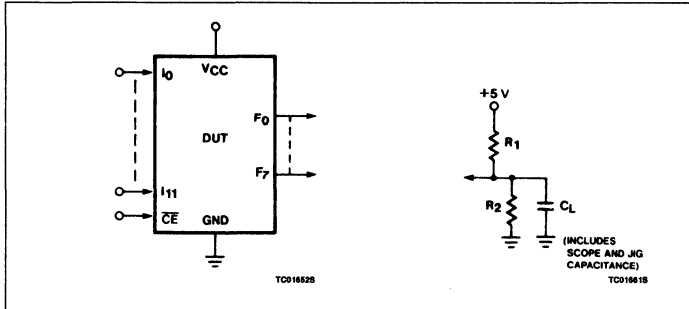 VCC
I0
F0
DUT
F7
I11
CE
GND
TC01652S
+5 V
R1
R2
CL
(INCLUDES
SCOPE AND JIG
CAPACITANCE)
TC01661S